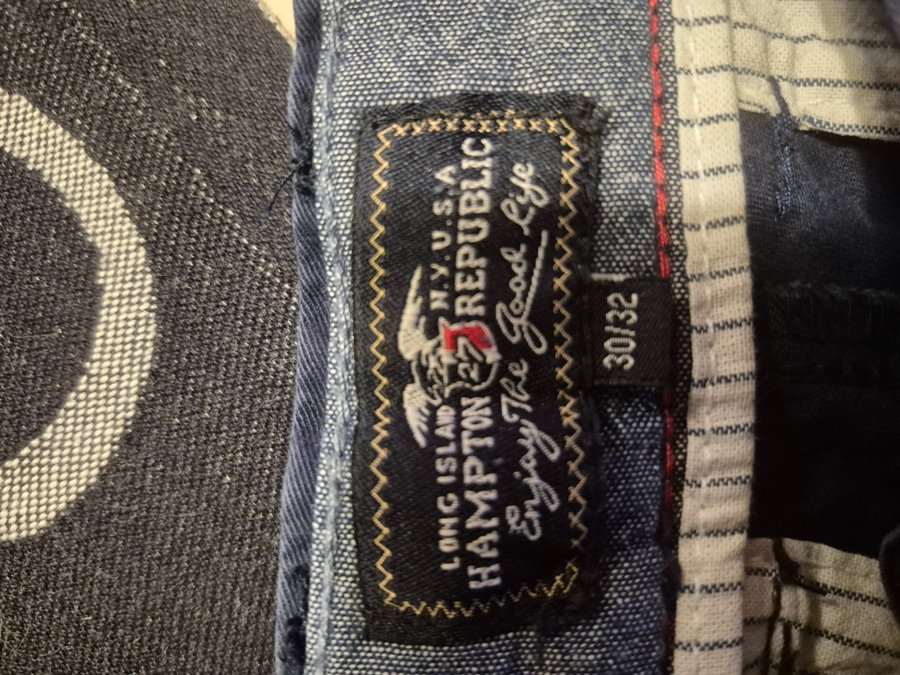 LONG ISLAND N.Y. U.S.A
HAMPTON 27 REPUBLIC
Enjoy The Good Life
30/32